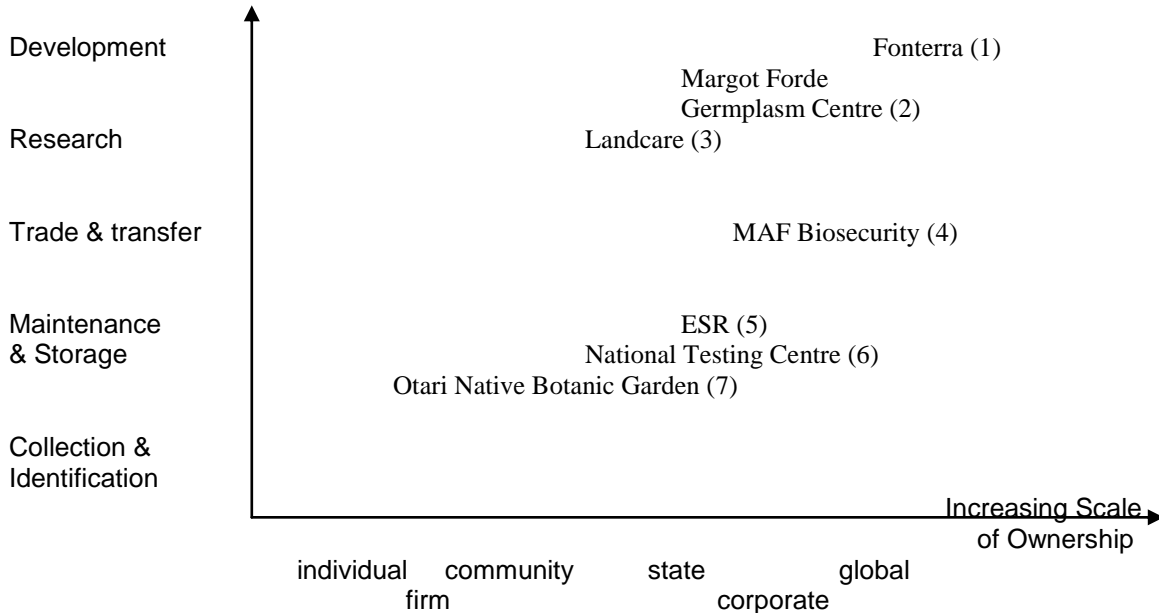 Development
Fonterra (1)
Margot Forde
Germplasm Centre (2)
Research
Landcare (3)
Trade & transfer
MAF Biosecurity (4)
Maintenance
& Storage
ESR (5)
National Testing Centre (6)
Otari Native Botanic Garden (7)
Collection &
Identification
Increasing Scale
of Ownership
individual community state global
firm corporate